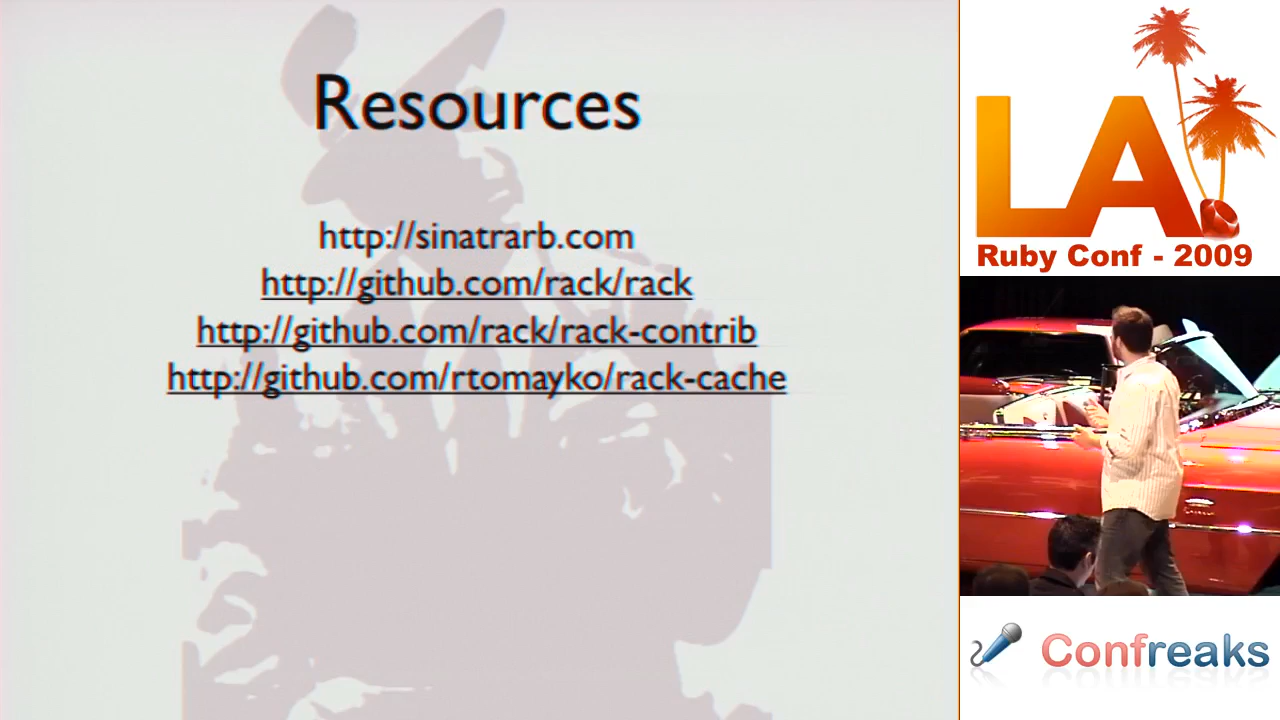 Resources
http://sinatrarb.com
http://github.com/rack/rack
http://github.com/rack/rack-contrib
http://github.com/rtomayko/rack-cache
LA
Ruby Conf - 2009
Confreaks